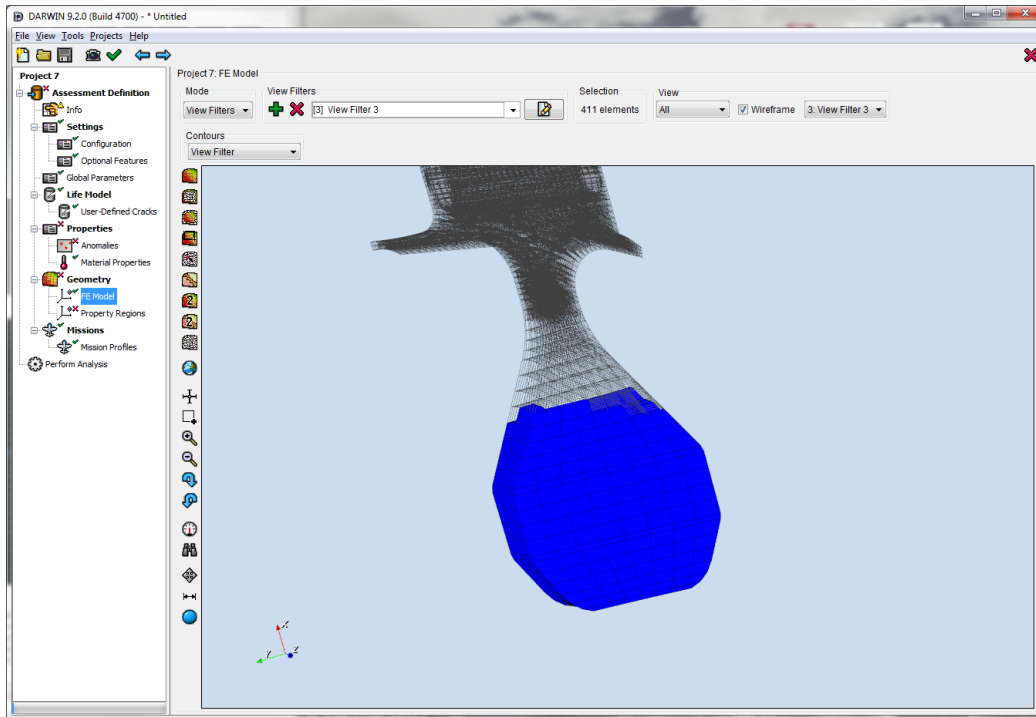 DARWIN 9.2.0 (Build 4700) - * Untitled
File View Tools Projects Help
Project 7
Assessment Definition
Info
Settings
Configuration
Optional Features
Global Parameters
Life Model
User-Defined Cracks
Properties
Anomalies
Material Properties
Geometry
FE Model
Property Regions
Missions
Mission Profiles
Perform Analysis
Project 7: FE Model
Mode View Filters Selection View
View Filters [3] View Filter 3 411 elements All Wireframe 3: View Filter 3
Contours
View Filter
2
2
X
Y Z